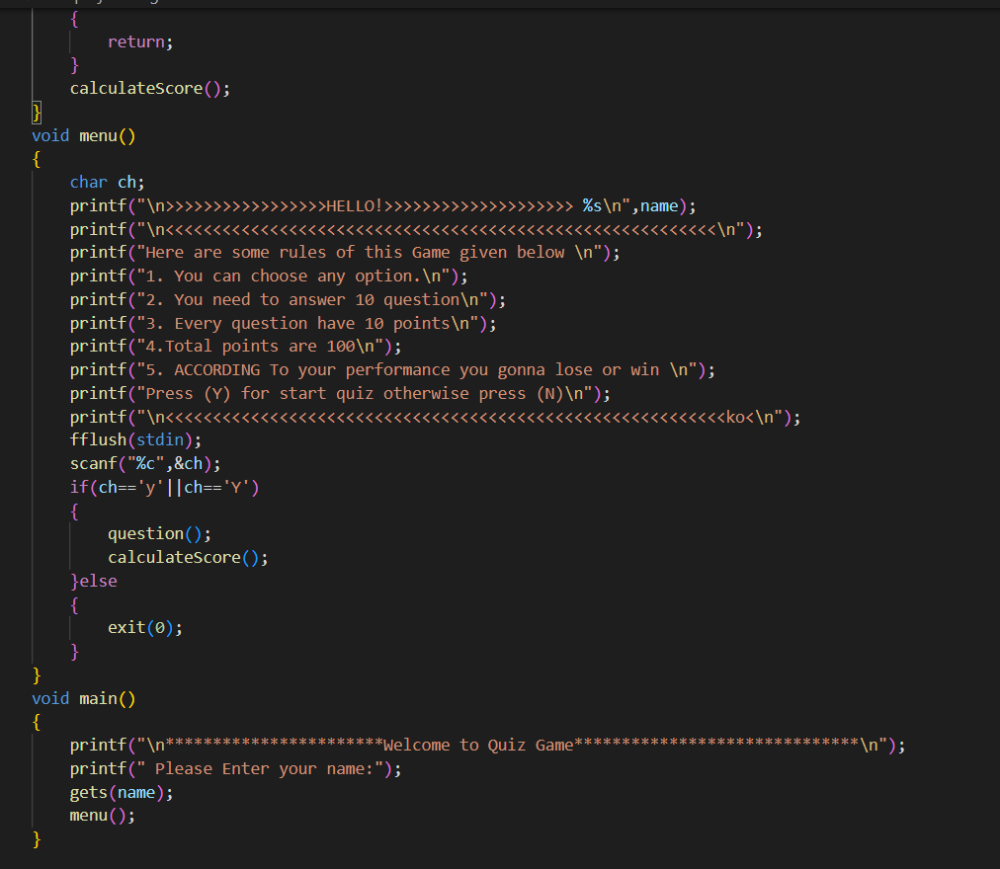 {
return;
}
calculateScore();
}
void menu()
{
char ch;
printf("\n>>>>>>>>>>>>>>>>>HELLO!>>>>>>>>>>>>>>>>>>>> %s\n",name);
printf("\n<<<<<<<<<<<<<<<<<<<<<<<<<<<<<<<<<<<<<<<<<<<<<<<<<<<<<<<<<<\n");
printf("Here are some rules of this Game given below \n");
printf("1. You can choose any option.\n");
printf("2. You need to answer 10 question\n");
printf("3. Every question have 10 points\n");
printf("4.Total points are 100\n");
printf("5. ACCORDING To your performance you gonna lose or win \n");
printf("Press (Y) for start quiz otherwise press (N)\n");
printf("\n<<<<<<<<<<<<<<<<<<<<<<<<<<<<<<<<<<<<<<<<<<<<<<<<<<<<<<<<<<<ko<\n");
fflush(stdin);
scanf("%c",&ch);
if(ch=='y'||ch=='Y')
{
question();
calculateScore();
}else
{
exit(0);
}
}
void main()
{
printf("\n***********************Welcome to Quiz Game******************************\n");
printf(" Please Enter your name:");
gets(name);
menu();
}